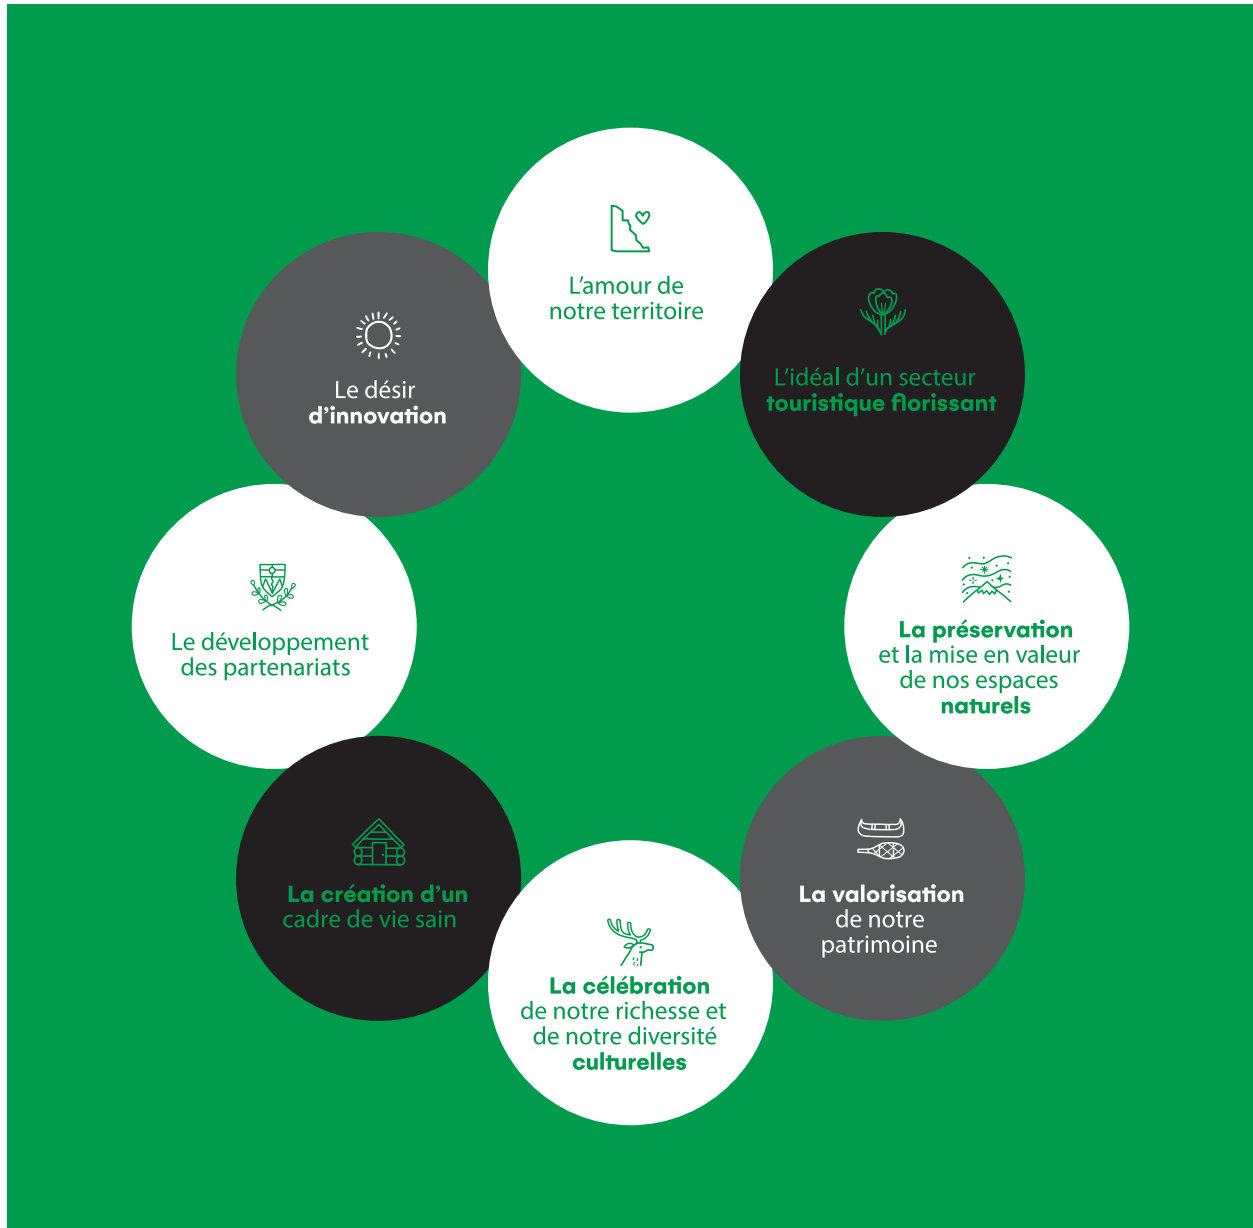 L'amour de
notre territoire
L'idéal d'un secteur
touristique florissant
La préservation
et la mise en valeur
de nos espaces
naturels
La valorisation
de notre
patrimoine
La célébration
de notre richesse et
de notre diversité
culturelles
La création d'un
cadre de vie sain
Le développement
des partenariats
Le désir
d'innovation